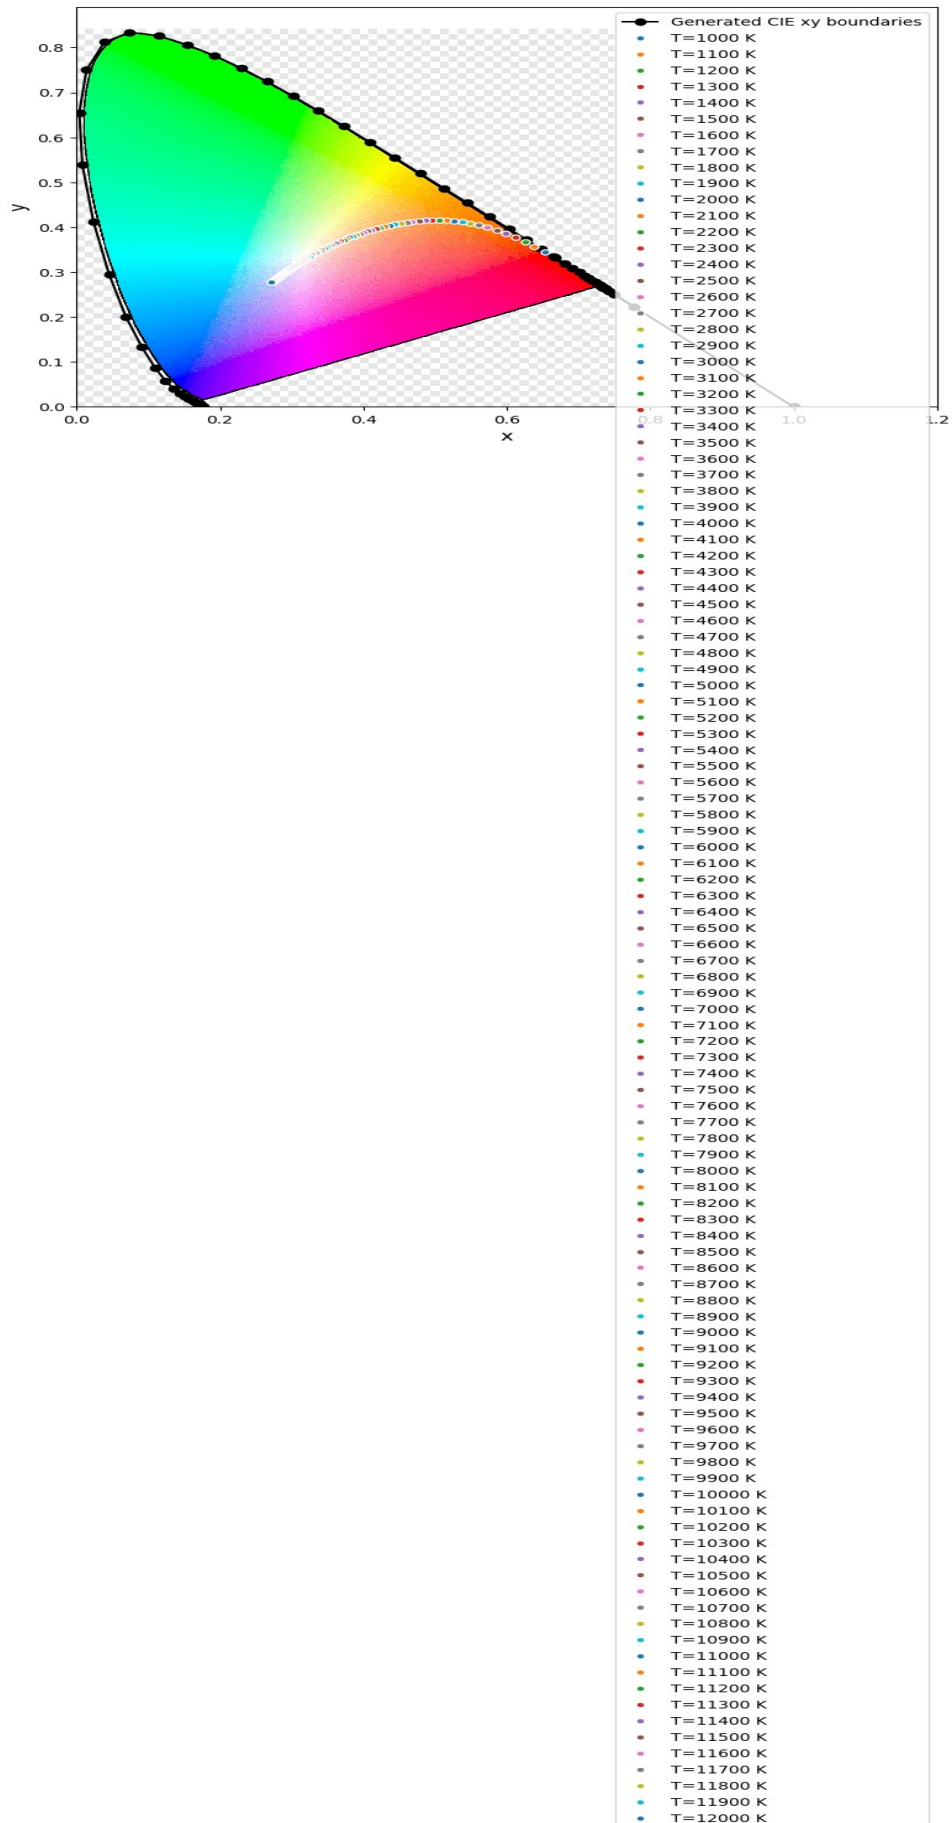 0.8
0.7
0.6
0.5
0.4
0.3
0.2
0.1
0.0
y
0.0 0.2 0.4 0.6 0.8 1.0 1.2
x
Generated CIE xy boundaries
T=1000 K
T=1100 K
T=1200 K
T=1300 K
T=1400 K
T=1500 K
T=1600 K
T=1700 K
T=1800 K
T=1900 K
T=2000 K
T=2100 K
T=2200 K
T=2300 K
T=2400 K
T=2500 K
T=2600 K
T=2700 K
T=2800 K
T=2900 K
T=3000 K
T=3100 K
T=3200 K
T=3300 K
T=3400 K
T=3500 K
T=3600 K
T=3700 K
T=3800 K
T=3900 K
T=4000 K
T=4100 K
T=4200 K
T=4300 K
T=4400 K
T=4500 K
T=4600 K
T=4700 K
T=4800 K
T=4900 K
T=5000 K
T=5100 K
T=5200 K
T=5300 K
T=5400 K
T=5500 K
T=5600 K
T=5700 K
T=5800 K
T=5900 K
T=6000 K
T=6100 K
T=6200 K
T=6300 K
T=6400 K
T=6500 K
T=6600 K
T=6700 K
T=6800 K
T=6900 K
T=7000 K
T=7100 K
T=7200 K
T=7300 K
T=7400 K
T=7500 K
T=7600 K
T=7700 K
T=7800 K
T=7900 K
T=8000 K
T=8100 K
T=8200 K
T=8300 K
T=8400 K
T=8500 K
T=8600 K
T=8700 K
T=8800 K
T=8900 K
T=9000 K
T=9100 K
T=9200 K
T=9300 K
T=9400 K
T=9500 K
T=9600 K
T=9700 K
T=9800 K
T=9900 K
T=10000 K
T=10100 K
T=10200 K
T=10300 K
T=10400 K
T=10500 K
T=10600 K
T=10700 K
T=10800 K
T=10900 K
T=11000 K
T=11100 K
T=11200 K
T=11300 K
T=11400 K
T=11500 K
T=11600 K
T=11700 K
T=11800 K
T=11900 K
T=12000 K